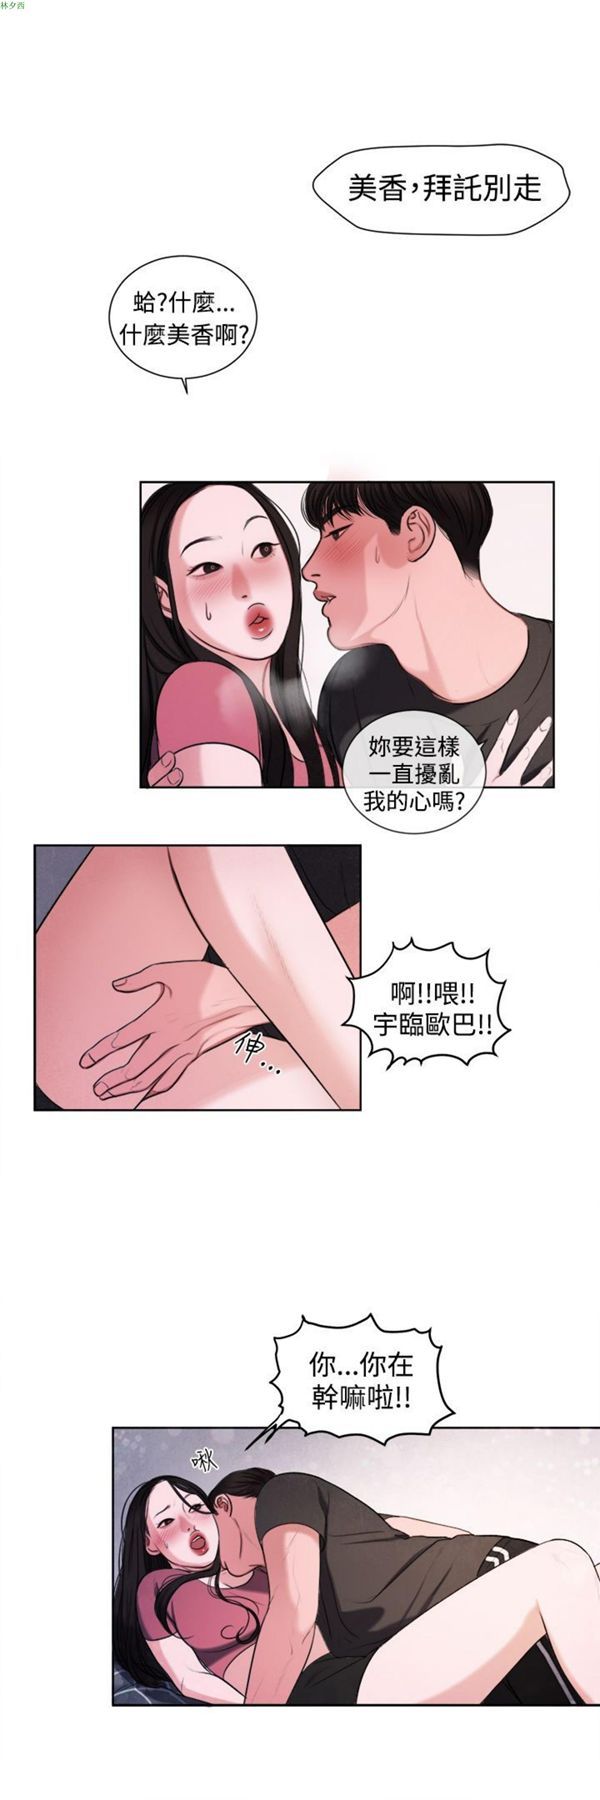 林夕西
美香,拜託別走
蛤?什麼...
什麼美香啊?
妳要這樣
一直擾亂
我的心嗎?
啊!!喂!!
宇臨歐巴!!
伸...
你...你在
幹嘛啦!!
啾